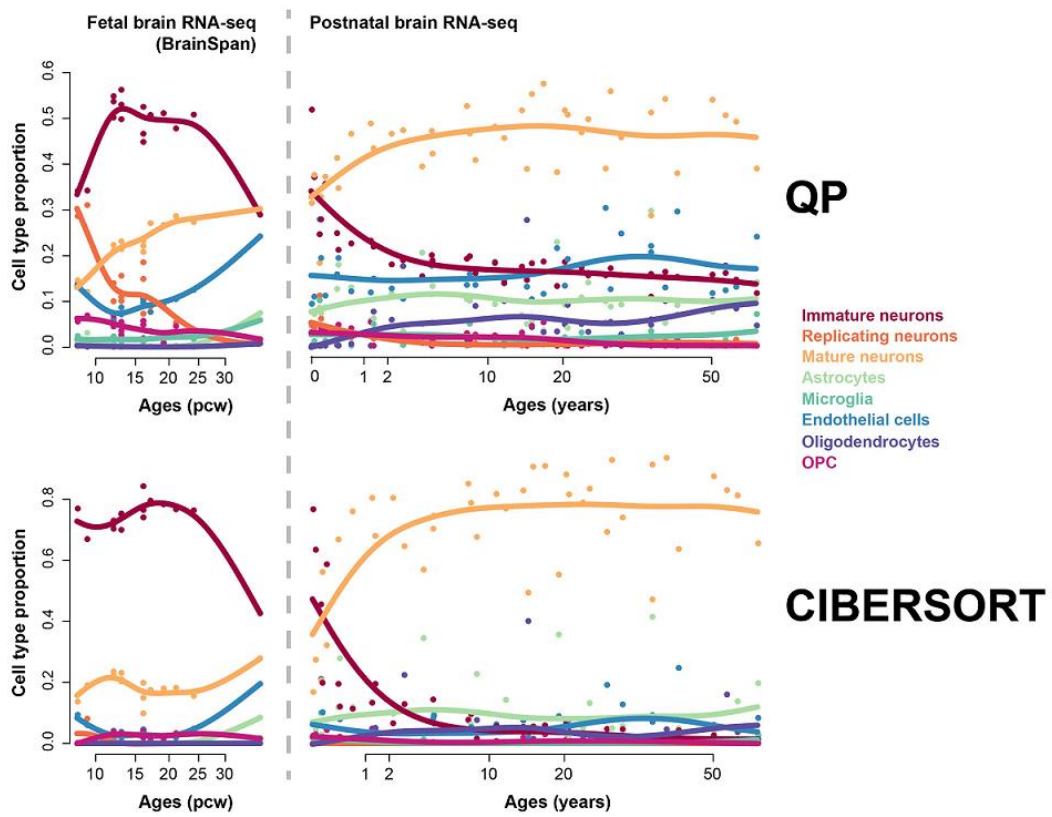 Fetal brain RNA-seq
(BrainSpan)
Postnatal brain RNA-seq
Cell type proportion
0.6
0.5
0.4
0.3
0.2
0.1
0.0
10 15 20 25 30
Ages (pcw)
0 1 2 10 20 50
Ages (years)
QP
Immature neurons
Replicating neurons
Mature neurons
Astrocytes
Microglia
Endothelial cells
Oligodendrocytes
OPC
Cell type proportion
0.8
0.6
0.4
0.2
0.0
10 15 20 25 30
Ages (pcw)
1 2 10 20 50
Ages (years)
CIBERSORT